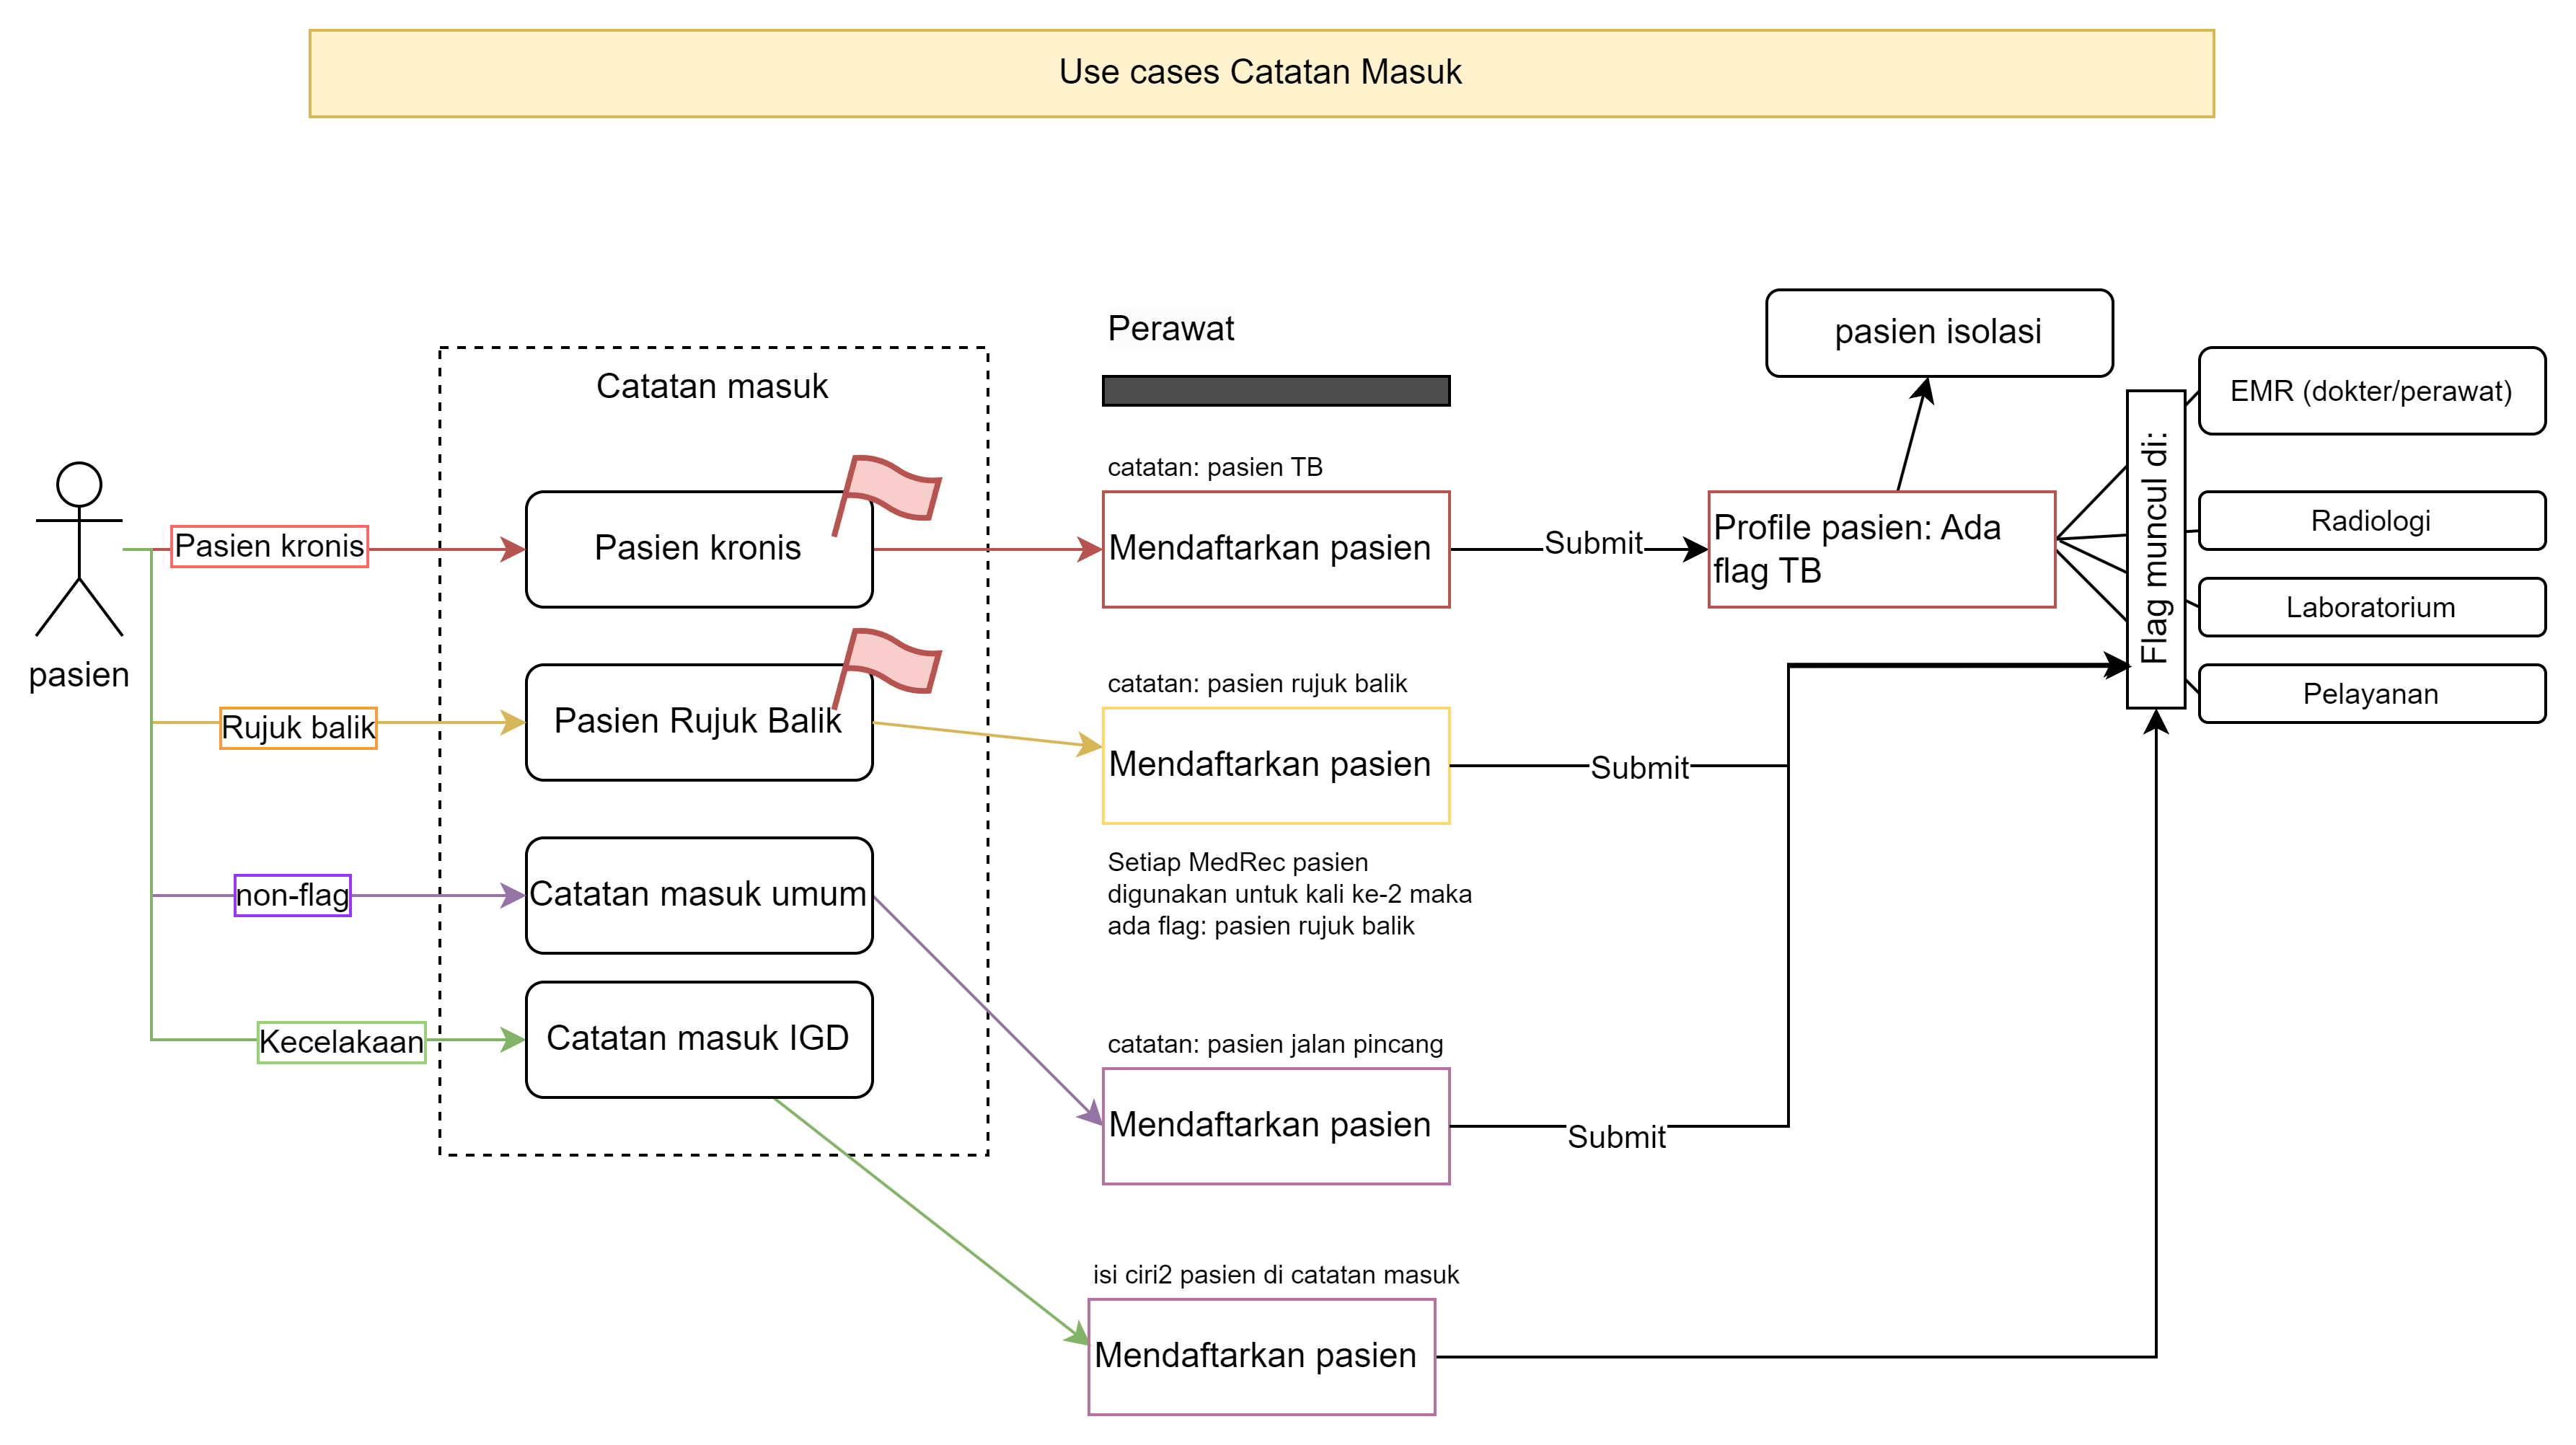 Use cases Catatan Masuk
pasien
Pasien kronis
Rujuk balik
non-flag
Kecelakaan
Catatan masuk
Pasien kronis
Pasien Rujuk Balik
Catatan masuk umum
Catatan masuk IGD
Perawat
catatan: pasien TB
Mendaftarkan pasien
catatan: pasien rujuk balik
Mendaftarkan pasien
Setiap MedRec pasien
digunakan untuk kali ke-2 maka
ada flag: pasien rujuk balik
catatan: pasien jalan pincang
Mendaftarkan pasien
isi ciri2 pasien di catatan masuk
Mendaftarkan pasien
Submit
Submit
Submit
pasien isolasi
Profile pasien: Ada
flag TB
Flag muncul di:
EMR (dokter/perawat)
Radiologi
Laboratorium
Pelayanan